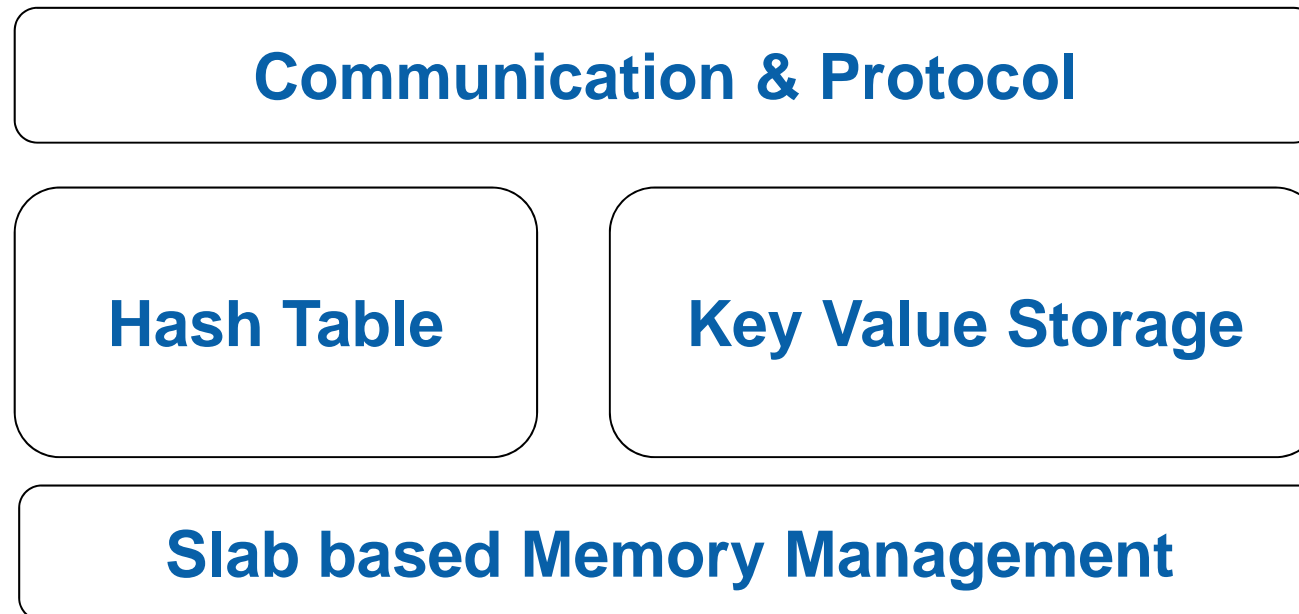 Communication & Protocol
Hash Table
Key Value Storage
Slab based Memory Management